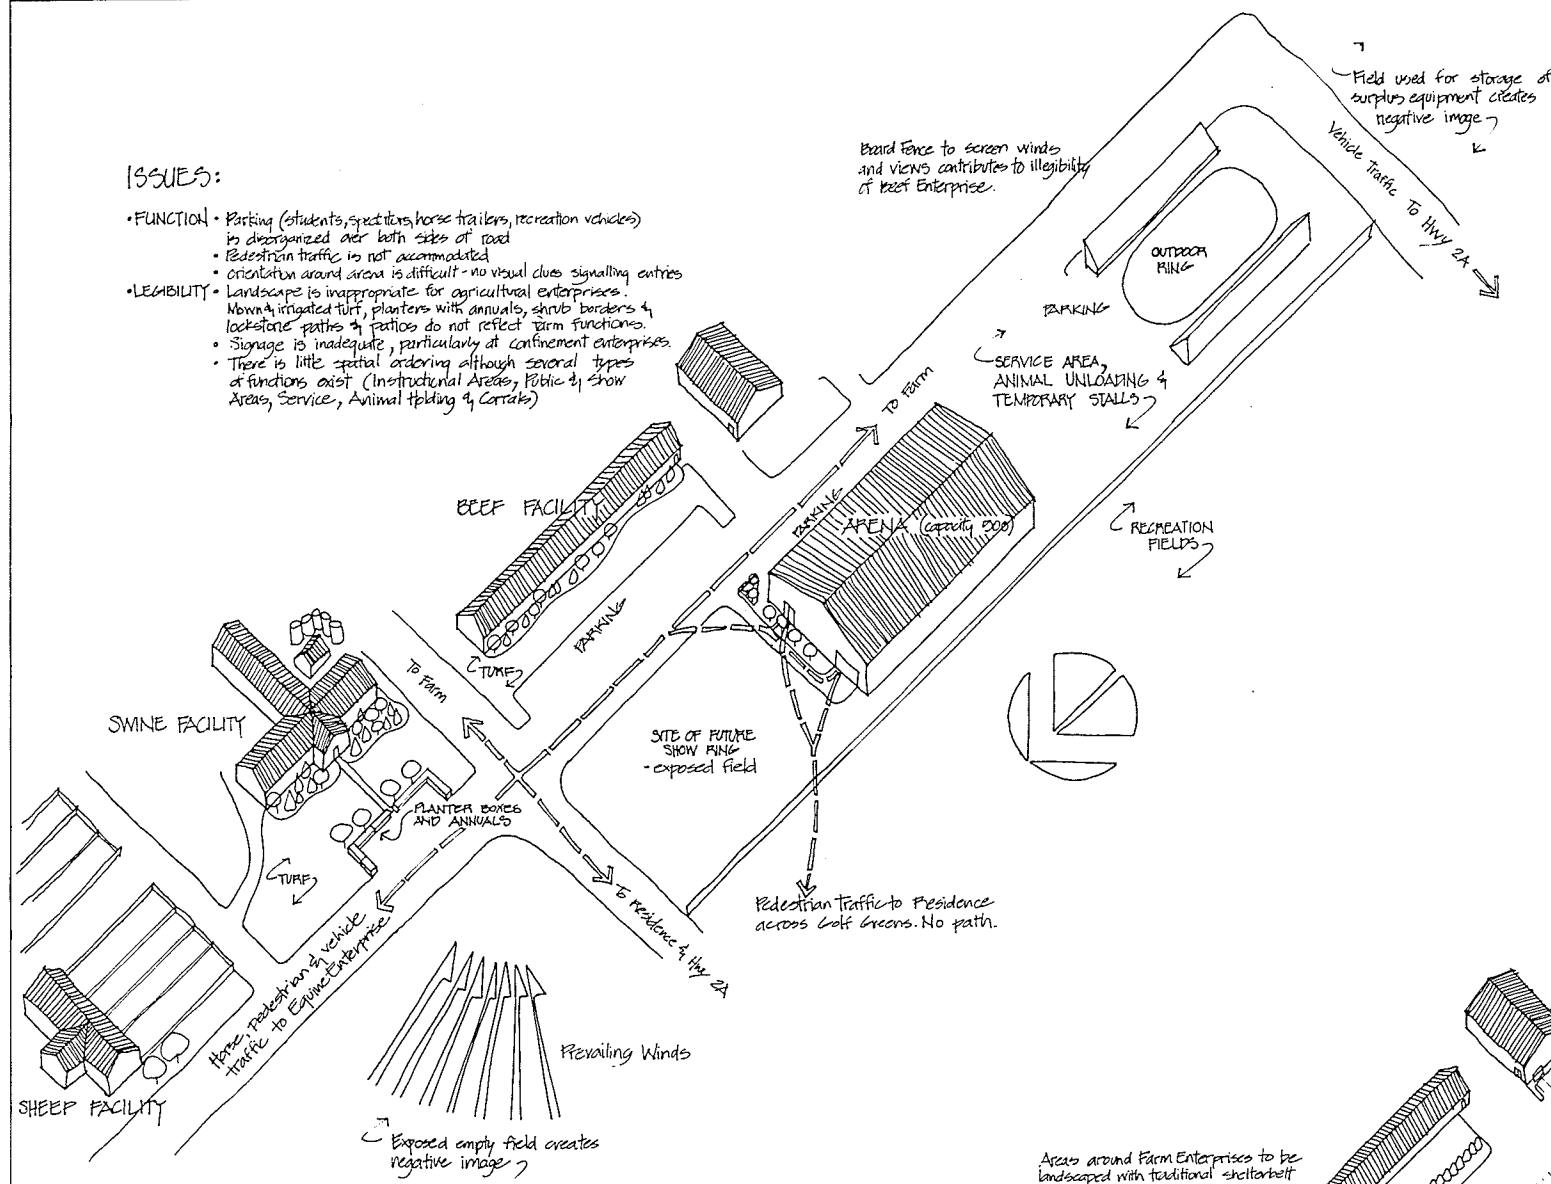 ISSUES:
• FUNCTION • Parking (students, spectators, horse trailers, recreation vehicles)
is disorganized over both sides of road
• Pedestrian traffic is not accommodated
• Orientation around arena is difficult - no visual clues signalling entries
• LEGIBILITY • Landscape is inappropriate for agricultural enterprises.
Mown & irrigated turf, planters with annuals, shrub borders &
lockstone paths & patios do not reflect farm functions.
• Signage is inadequate, particularly at confinement enterprises.
• There is little spatial ordering although several types
of functions exist (Instructional Areas, Public & Show
Areas, Service, Animal Holding & Corrals)
Board Fence to screen winds
and views contributes to illegibility
of Beef Enterprise.
Field used for storage of
surplus equipment creates
negative image
Vehicle Traffic To Hwy 2A
OUTDOOR
RING
PARKING
SERVICE AREA,
ANIMAL UNLOADING &
TEMPORARY STALLS
To Farm
PARKING
ARENA (capacity 500)
RECREATION
FIELDS
BEEF FACILITY
PARKING
TURF
To Farm
SWINE FACILITY
SITE OF FUTURE
SHOW RING
- exposed field
PLANTER BOXES
AND ANNUALS
TURF
To Residence & Hwy 2A
Pedestrian Traffic to Residence
across Golf Greens. No path.
Horse, Pedestrian & vehicle
traffic to Equine Enterprise
Prevailing Winds
SHEEP FACILITY
Exposed empty field creates
negative image
Areas around Farm Enterprises to be
landscaped with traditional shelterbelt